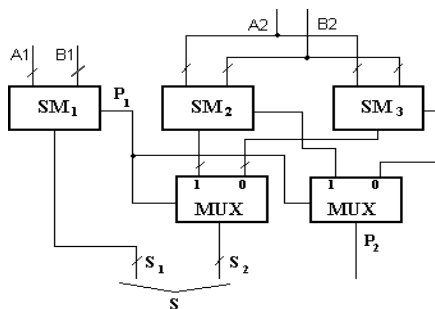 A2 B2
A1 B1
P1
SM1 SM2 SM3
1 0 1 0
MUX MUX
P2
S1 S2
S